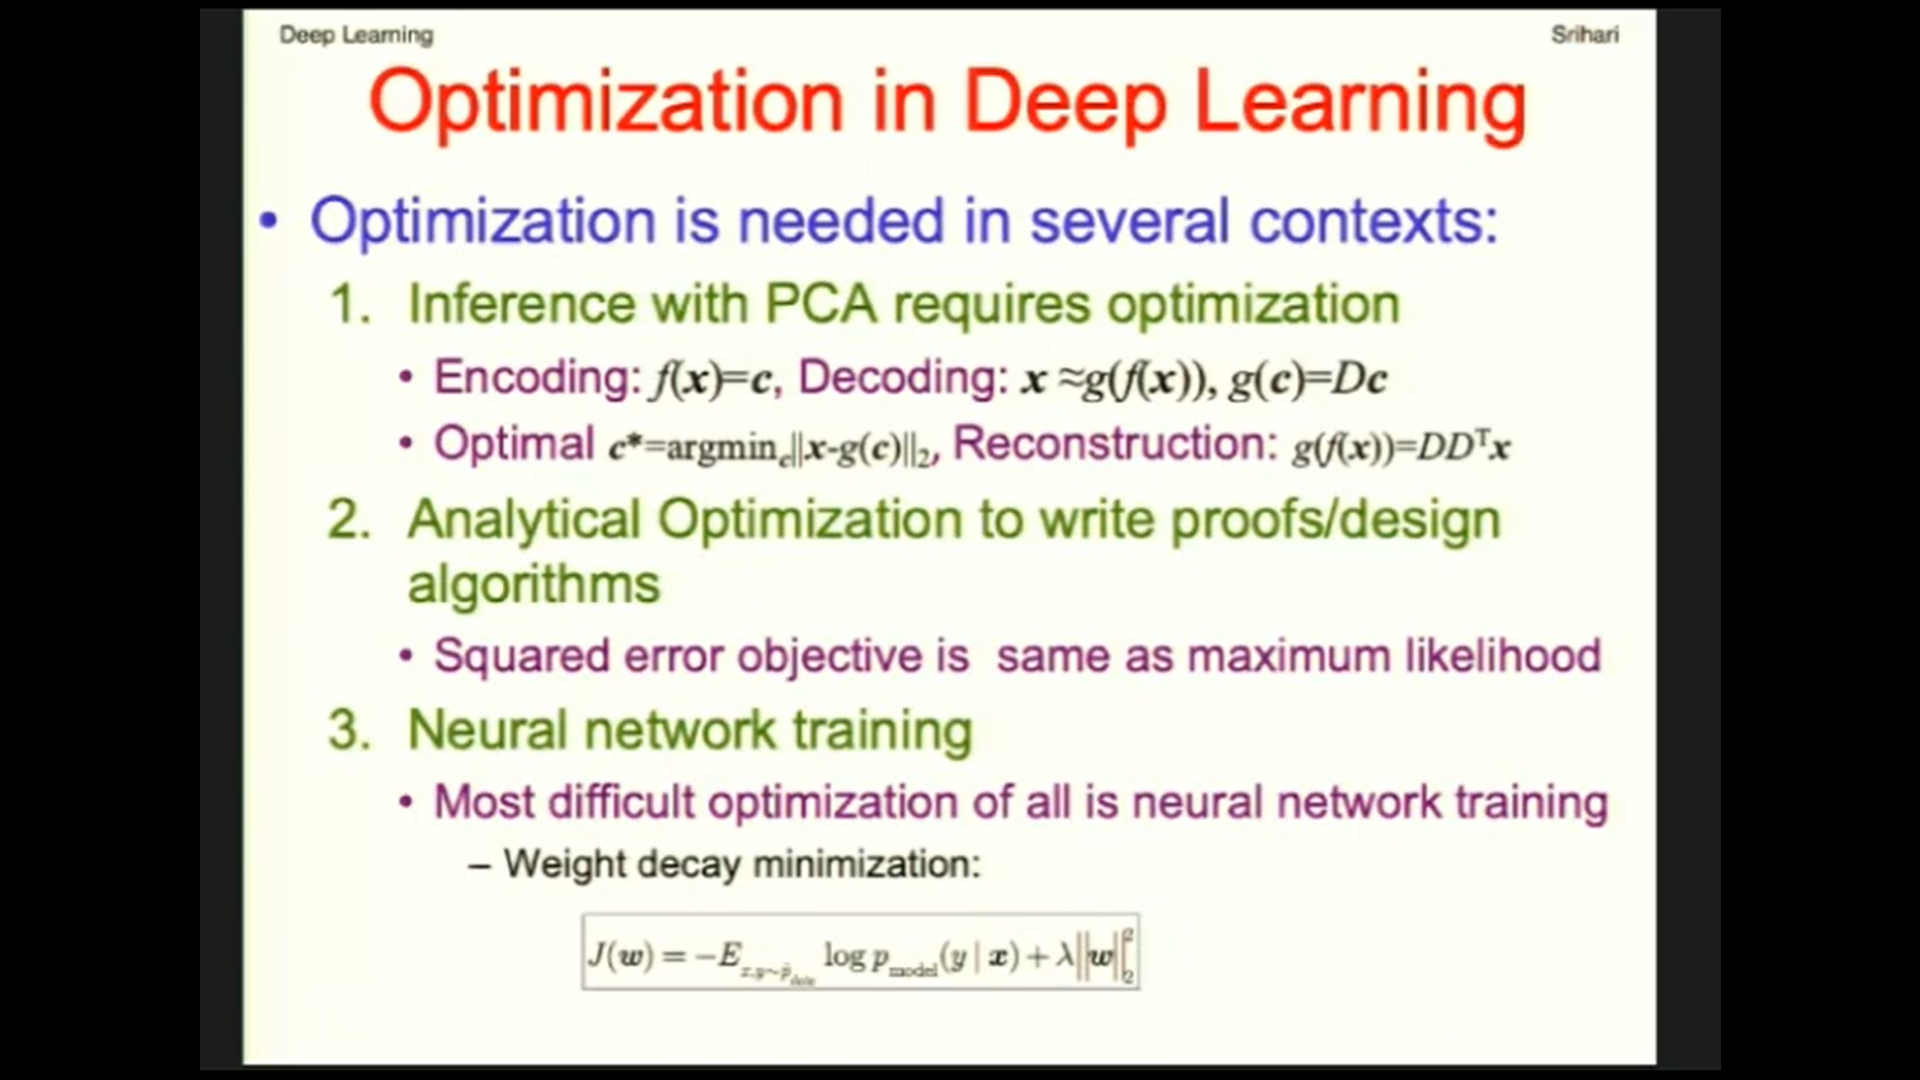 Deep Learning
Srihari
Optimization in Deep Learning
• Optimization is needed in several contexts:
1. Inference with PCA requires optimization
• Encoding: f(x)=c, Decoding: x ≈g(f(x)), g(c)=Dc
• Optimal c*=argmin_c||x-g(c)||₂, Reconstruction: g(f(x))=DDᵀx
2. Analytical Optimization to write proofs/design
algorithms
• Squared error objective is same as maximum likelihood
3. Neural network training
• Most difficult optimization of all is neural network training
– Weight decay minimization:
J(w) = −E_{x,y~p̂_data} log p_model(y | x) + λ||w||₂²